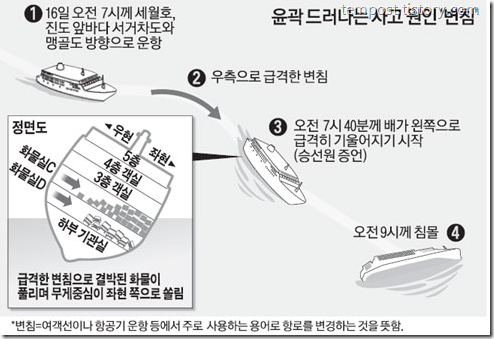 tempost.tistory.com
윤곽 드러나는 사고 원인 '변침'
❶ 16일 오전 7시께 세월호,
진도 앞바다 서거차도와
맹골도 방향으로 운항
❷ 우측으로 급격한 변침
❸ 오전 7시 40분께 배가 왼쪽으로
급격히 기울어지기 시작
(승선원 증언)
오전 9시께 침몰 ❹
정면도
우현
좌현
5층
4층 객실
3층 객실
화물실C
화물실D
하부 기관실
급격한 변침으로 결박된 화물이
풀리며 무게중심이 좌현 쪽으로 쏠림
*변침=여객선이나 항공기 운항 등에서 주로 사용하는 용어로 항로를 변경하는 것을 뜻함.